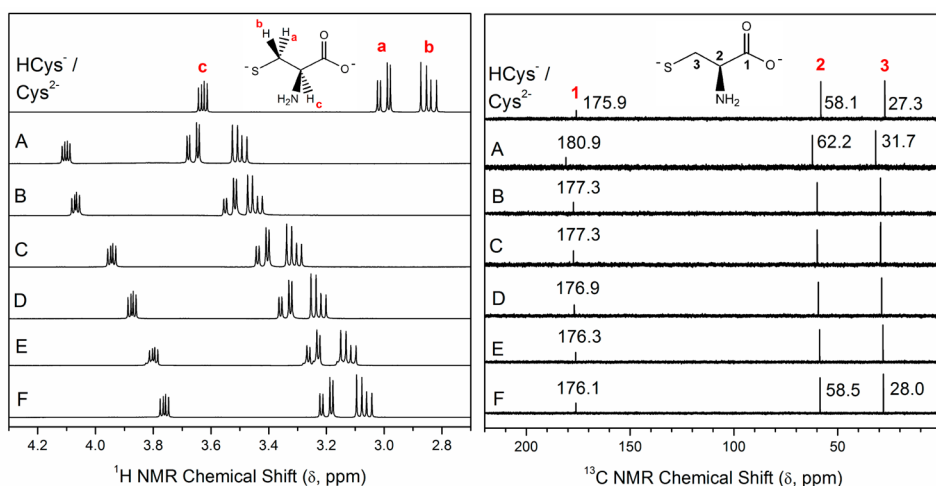 HCys⁻ /
Cys²⁻
c
b
H
H
a
O
S⁻
O⁻
H₂N
H
c
a
b
A
B
C
D
E
F
4.2 4.0 3.8 3.6 3.4 3.2 3.0 2.8
¹H NMR Chemical Shift (δ, ppm)
HCys⁻ /
Cys²⁻
O
⁻S
3
2
1
O⁻
NH₂
1
2
3
175.9
58.1
27.3
A
180.9
62.2
31.7
B
177.3
C
177.3
D
176.9
E
176.3
F
176.1
58.5
28.0
200 150 100 50
¹³C NMR Chemical Shift (δ, ppm)